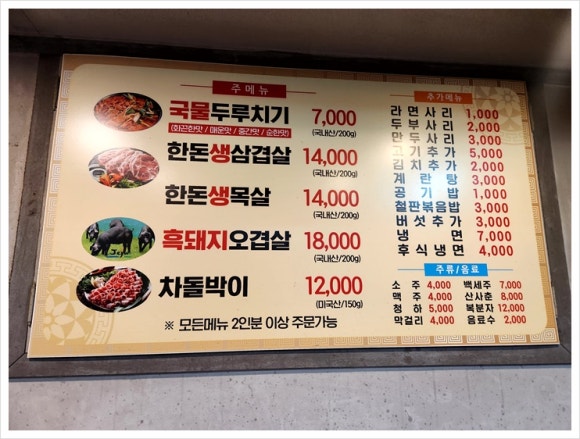 주메뉴
국물두루치기 7,000
(화끈한맛 / 매운맛 / 중간맛 / 순한맛) (국내산/200g)
한돈생삼겹살 14,000
(국내산/200g)
한돈생목살 14,000
(국내산/200g)
흑돼지오겹살 18,000
(국내산/200g)
차돌박이 12,000
(미국산/150g)
※ 모든메뉴 2인분 이상 주문가능
추가메뉴
라면사리 1,000
두부사리 2,000
만두사리 3,000
고기추가 5,000
김치추가 2,000
계란탕 3,000
공기밥 1,000
철판볶음밥 3,000
버섯추가 3,000
냉면 7,000
후식냉면 4,000
주류/음료
소주 4,000 백세주 7,000
맥주 4,000 산사춘 8,000
청하 5,000 복분자 12,000
막걸리 4,000 음료수 2,000